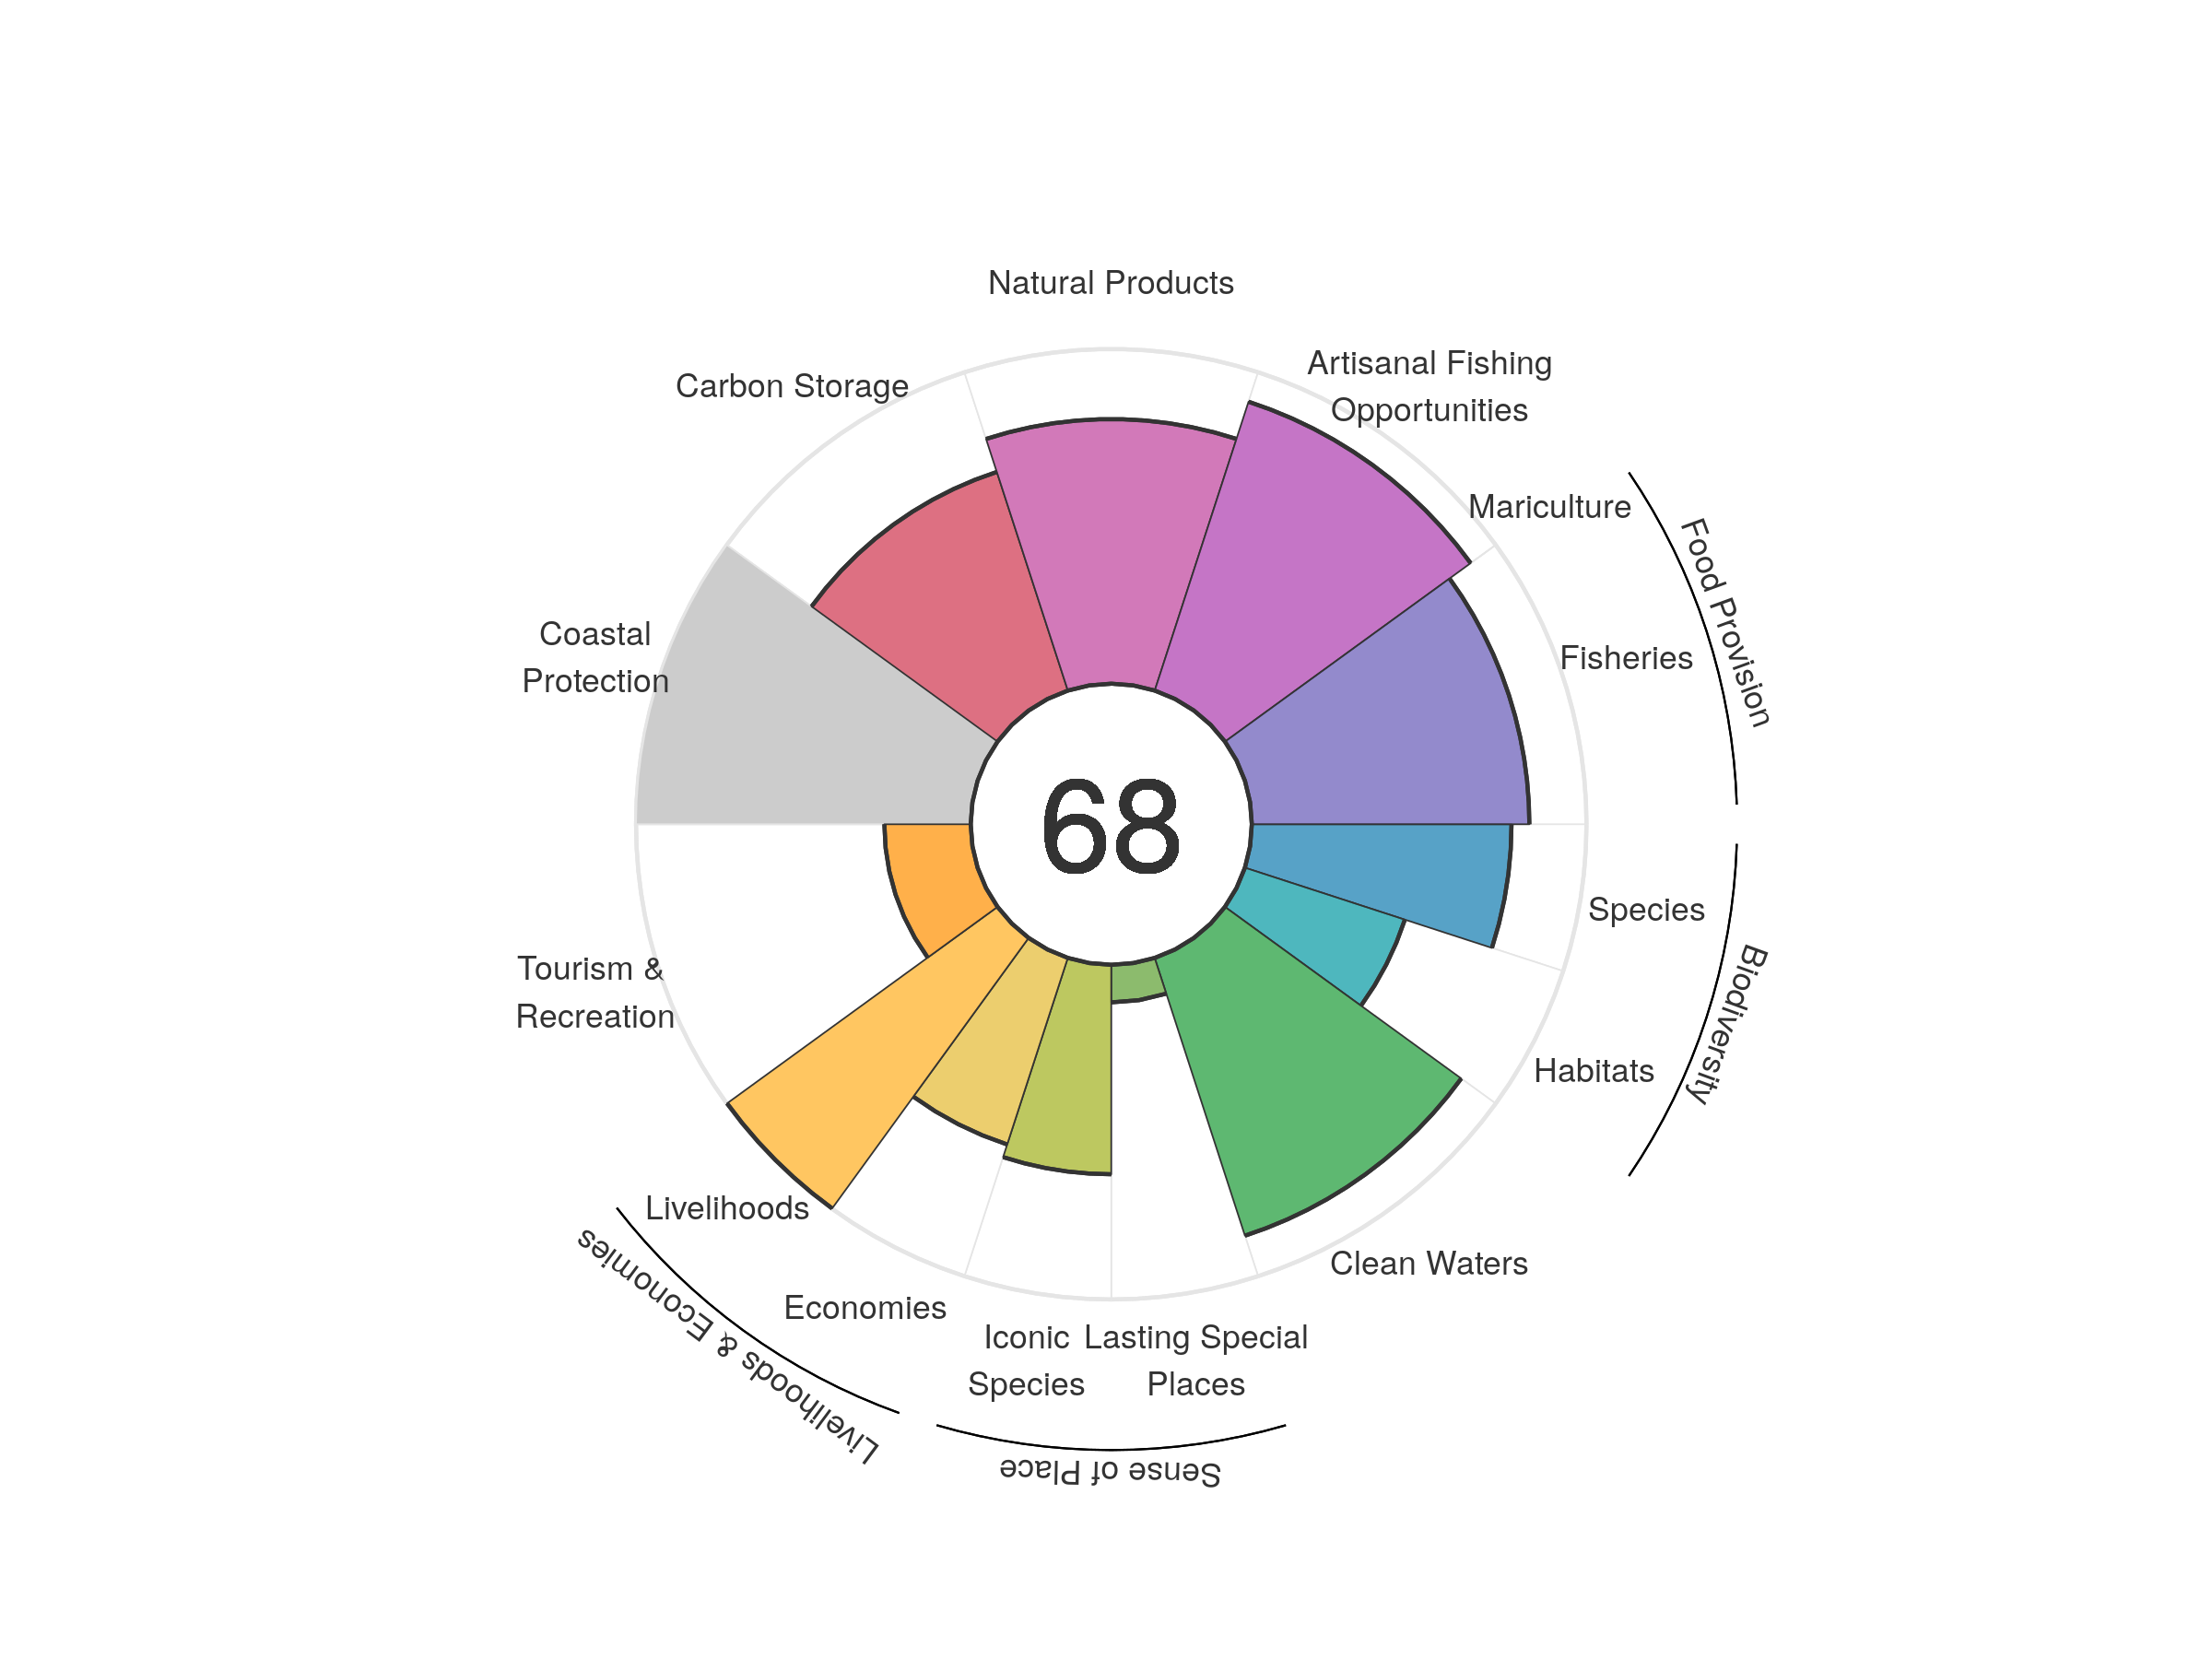 Natural Products
Artisanal Fishing
Opportunities
Carbon Storage
Mariculture
Food Provision
Fisheries
Coastal
Protection
68
Species
Biodiversity
Tourism &
Recreation
Habitats
Livelihoods
Clean Waters
Livelihoods & Economies
Economies
Iconic
Species
Lasting Special
Places
Sense of Place